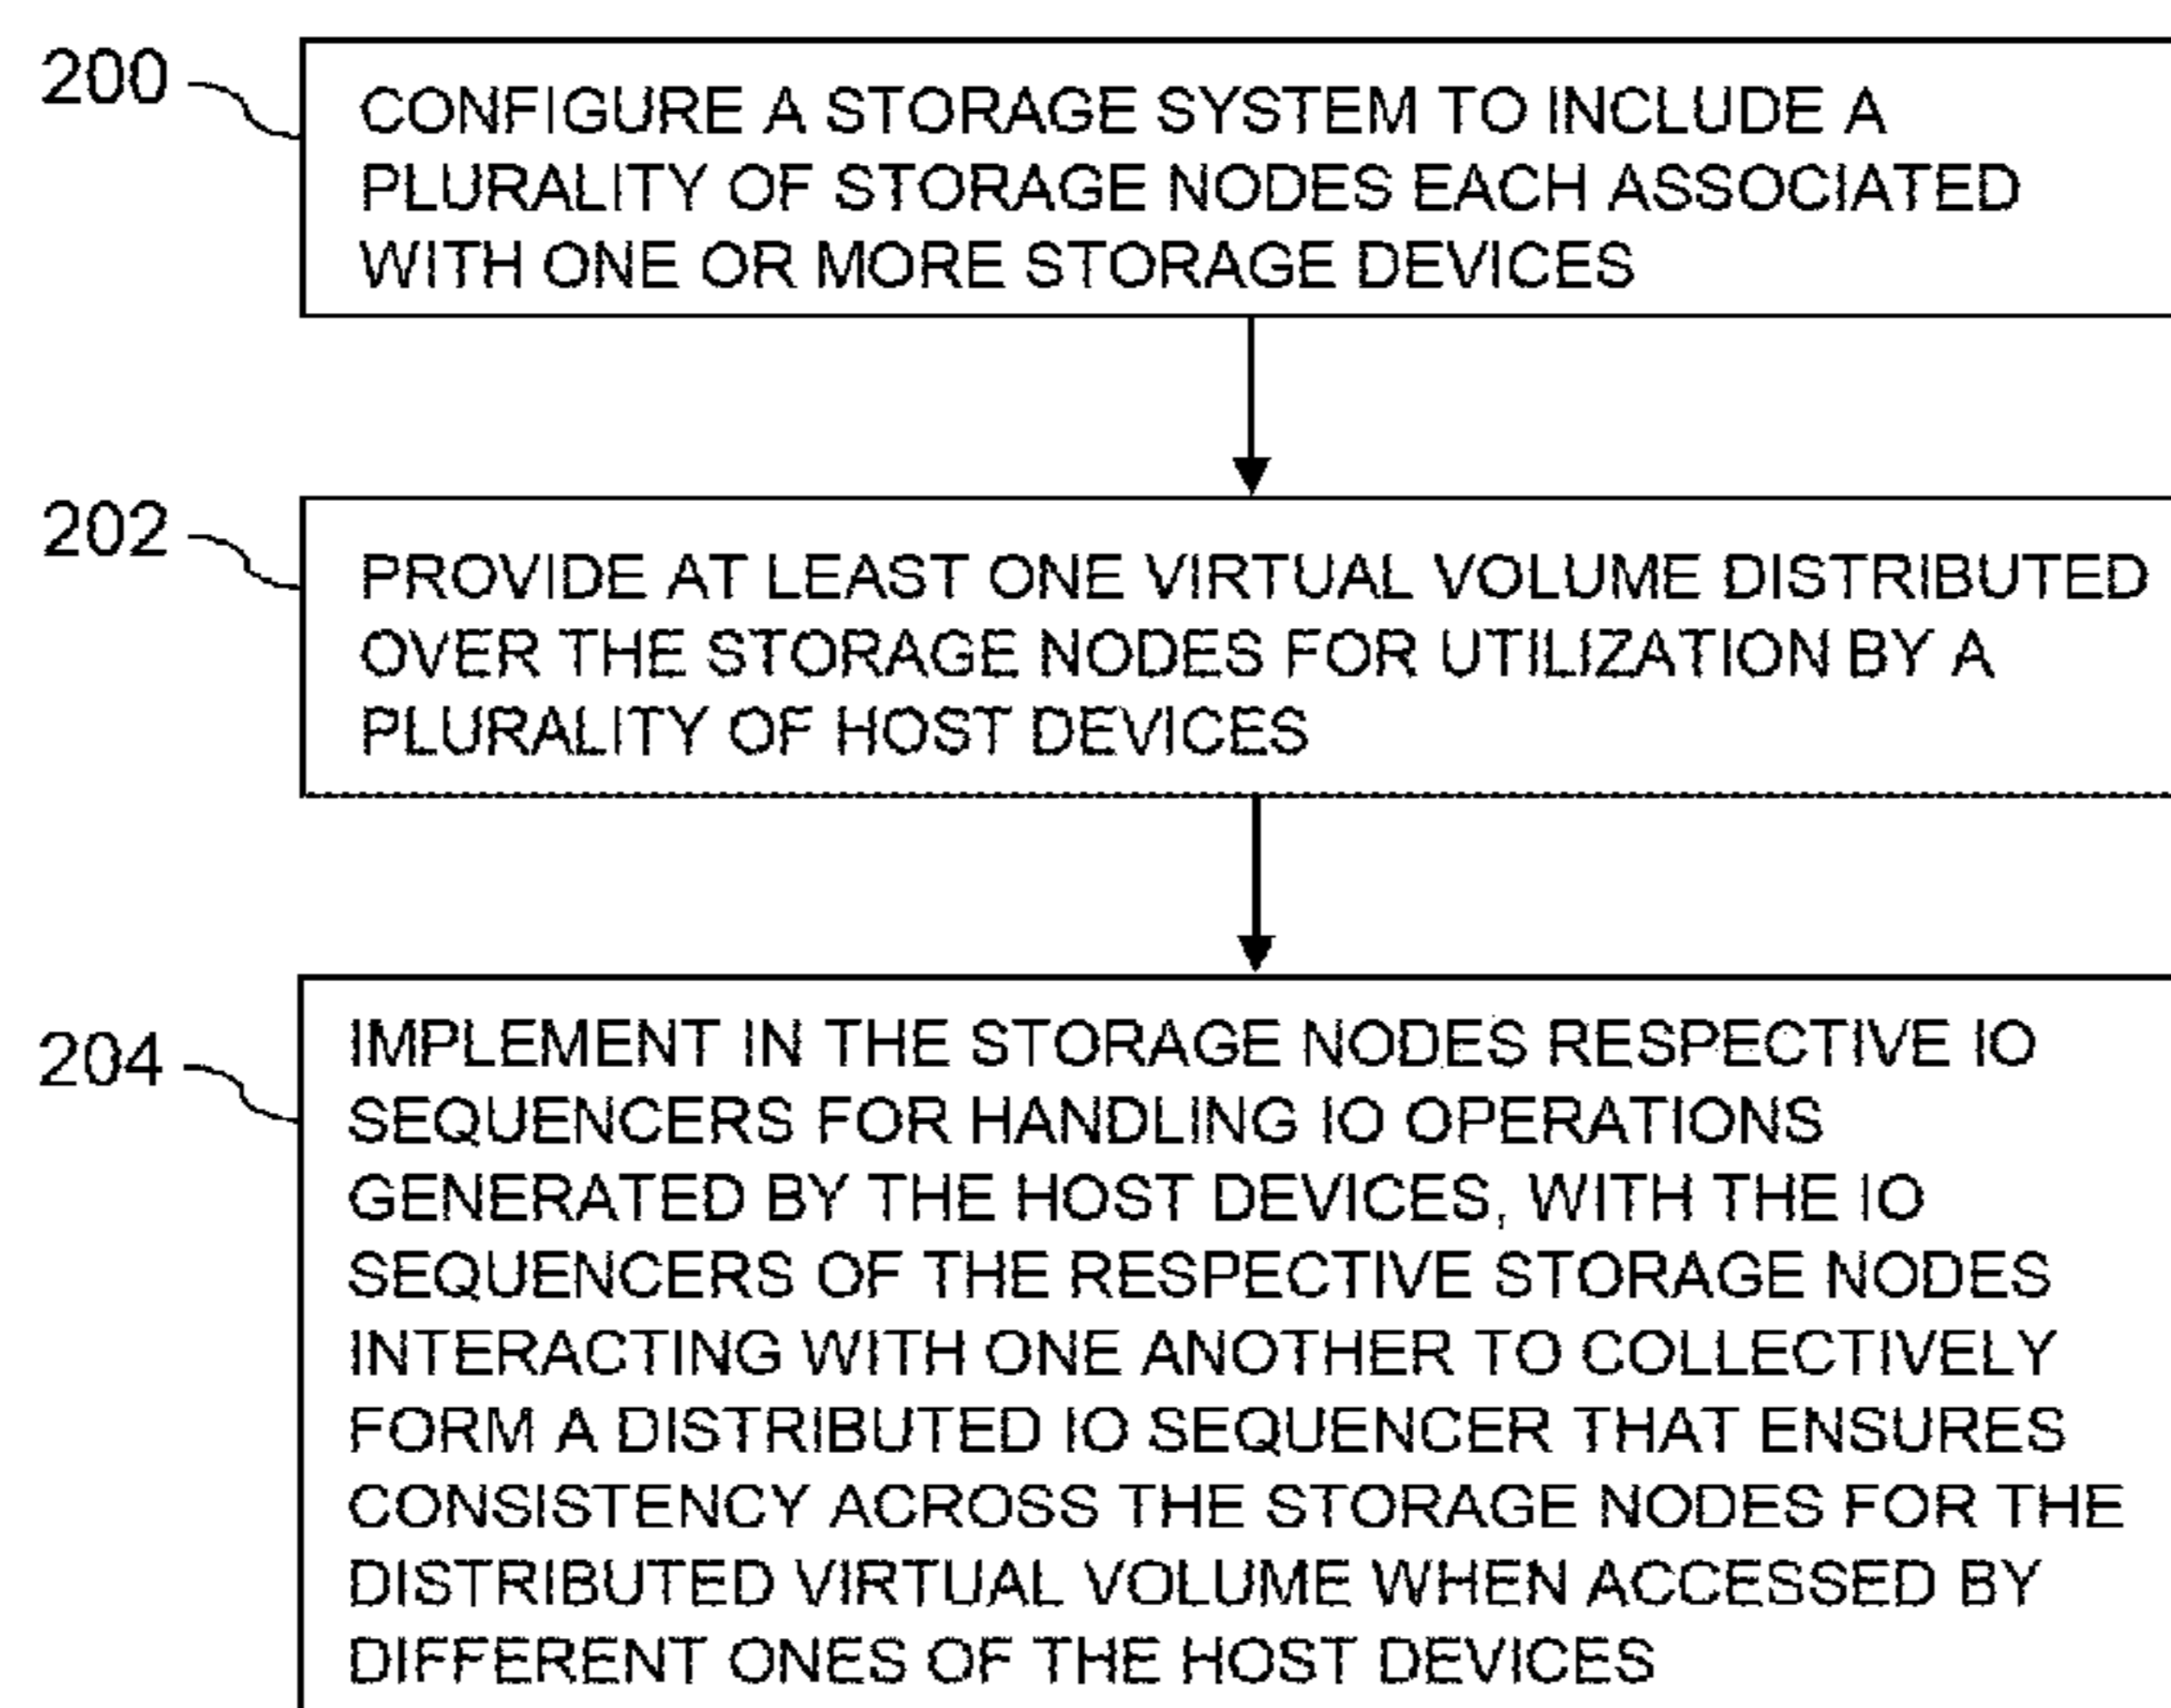 200
CONFIGURE A STORAGE SYSTEM TO INCLUDE A
PLURALITY OF STORAGE NODES EACH ASSOCIATED
WITH ONE OR MORE STORAGE DEVICES
202
PROVIDE AT LEAST ONE VIRTUAL VOLUME DISTRIBUTED
OVER THE STORAGE NODES FOR UTILIZATION BY A
PLURALITY OF HOST DEVICES
204
IMPLEMENT IN THE STORAGE NODES RESPECTIVE IO
SEQUENCERS FOR HANDLING IO OPERATIONS
GENERATED BY THE HOST DEVICES, WITH THE IO
SEQUENCERS OF THE RESPECTIVE STORAGE NODES
INTERACTING WITH ONE ANOTHER TO COLLECTIVELY
FORM A DISTRIBUTED IO SEQUENCER THAT ENSURES
CONSISTENCY ACROSS THE STORAGE NODES FOR THE
DISTRIBUTED VIRTUAL VOLUME WHEN ACCESSED BY
DIFFERENT ONES OF THE HOST DEVICES